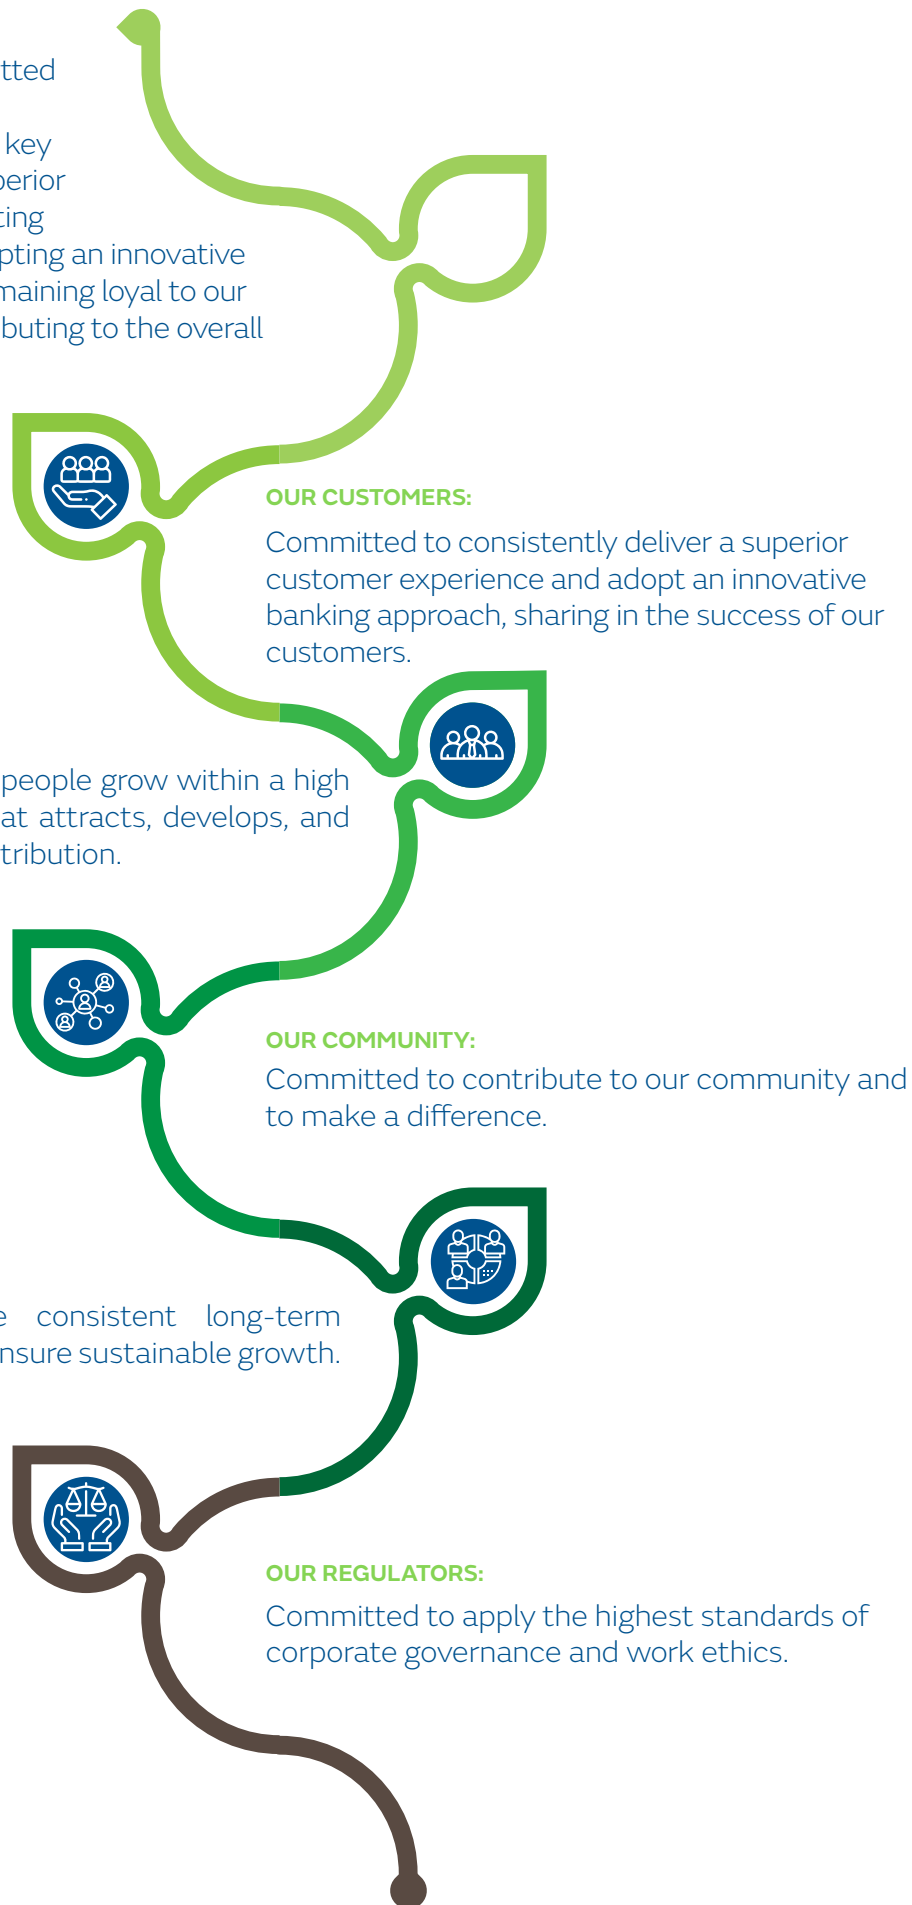 tted
key
perior
ting
pting an innovative
maining loyal to our
buting to the overall
OUR CUSTOMERS:
Committed to consistently deliver a superior
customer experience and adopt an innovative
banking approach, sharing in the success of our
customers.
people grow within a high
at attracts, develops, and
tribution.
OUR COMMUNITY:
Committed to contribute to our community and
to make a difference.
e consistent long-term
nsure sustainable growth.
OUR REGULATORS:
Committed to apply the highest standards of
corporate governance and work ethics.